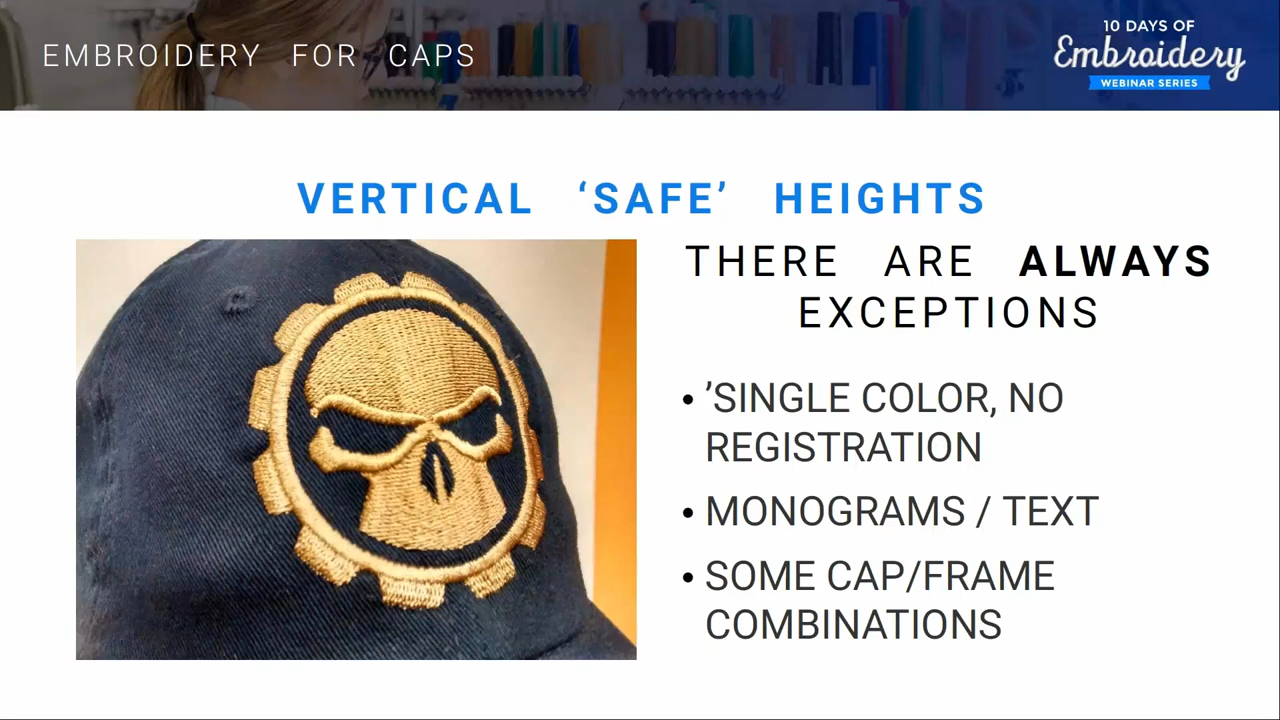 EMBROIDERY FOR CAPS
10 DAYS OF
Embroidery
WEBINAR SERIES
VERTICAL ‘SAFE’ HEIGHTS
THERE ARE ALWAYS
EXCEPTIONS
• ’SINGLE COLOR, NO
REGISTRATION
• MONOGRAMS / TEXT
• SOME CAP/FRAME
COMBINATIONS